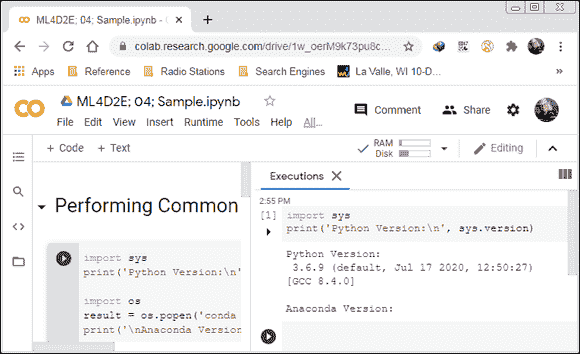 ML4D2E; 04; Sample.ipynb -
colab.research.google.com/drive/1w_oerM9k73pu8c...
Apps Reference Radio Stations Search Engines La Valle, WI 10-D...
ML4D2E; 04; Sample.ipynb
Comment Share
File Edit View Insert Runtime Tools Help All...
+ Code + Text
RAM
Disk
Editing
Performing Common
import sys
print('Python Version:\n'
import os
result = os.popen('conda
print('\nAnaconda Version
Executions
2:55 PM
[1] import sys
print('Python Version:\n', sys.version)
Python Version:
3.6.9 (default, Jul 17 2020, 12:50:27)
[GCC 8.4.0]
Anaconda Version: